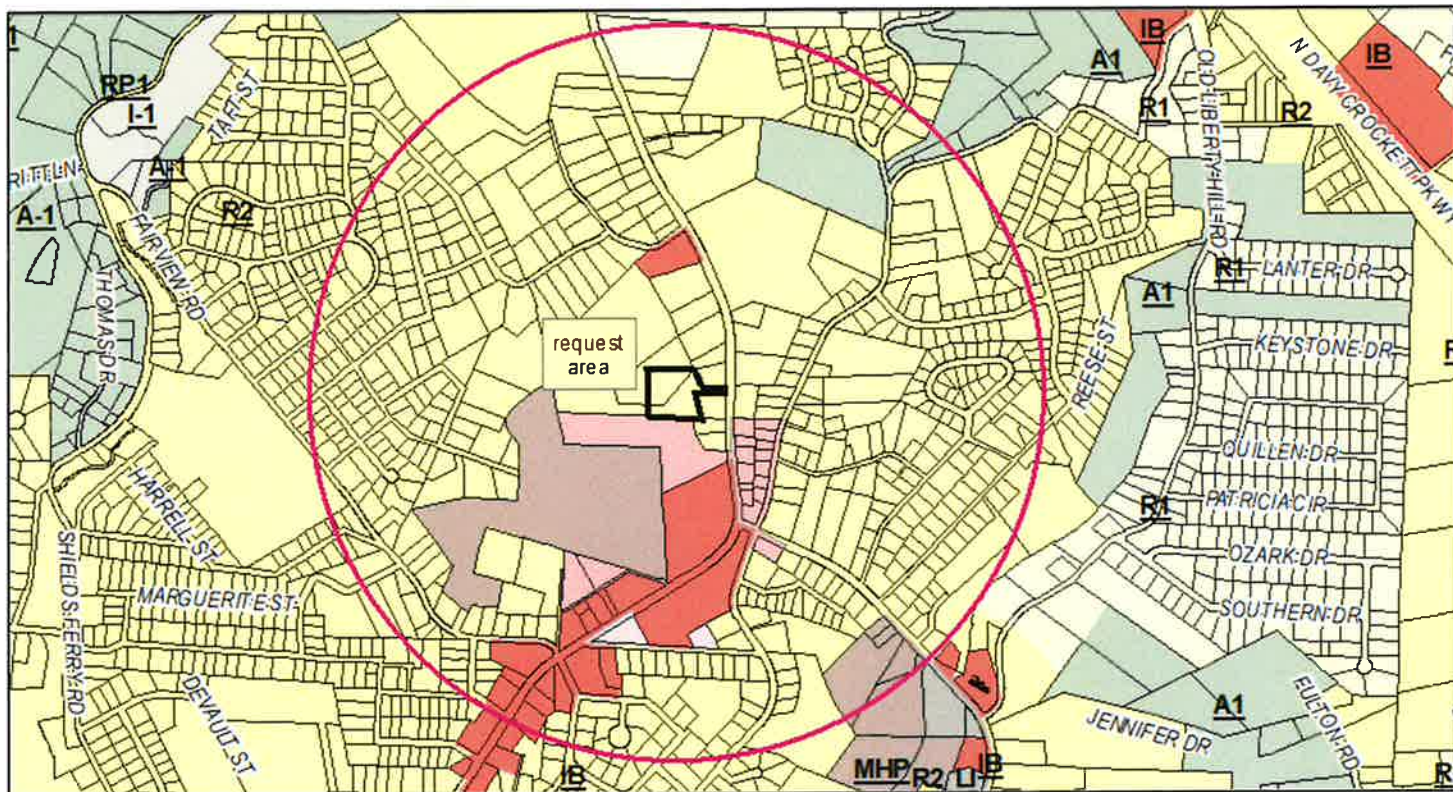 IB
IB
RP1
I-1
A1
R1
R2
TARI ST
N DAVY CROCKETT PKWY
OLD LIBERTY HILL RD
A-1
A-1
R2
FAIRVIEW RD
THOMAS DR
request
area
A1
R1
LANTER DR
KEYSTONE DR
REESE ST
QUILLEN DR
PATRICIA CIR
R1
OZARK DR
SOUTHERN DR
HARRELL ST
SHIELDS FERRY RD
MARGUERITE ST
DEVAULT ST
A1
FULTON RD
JENNIFER DR
IB
MHP
R2
LI
IB
R